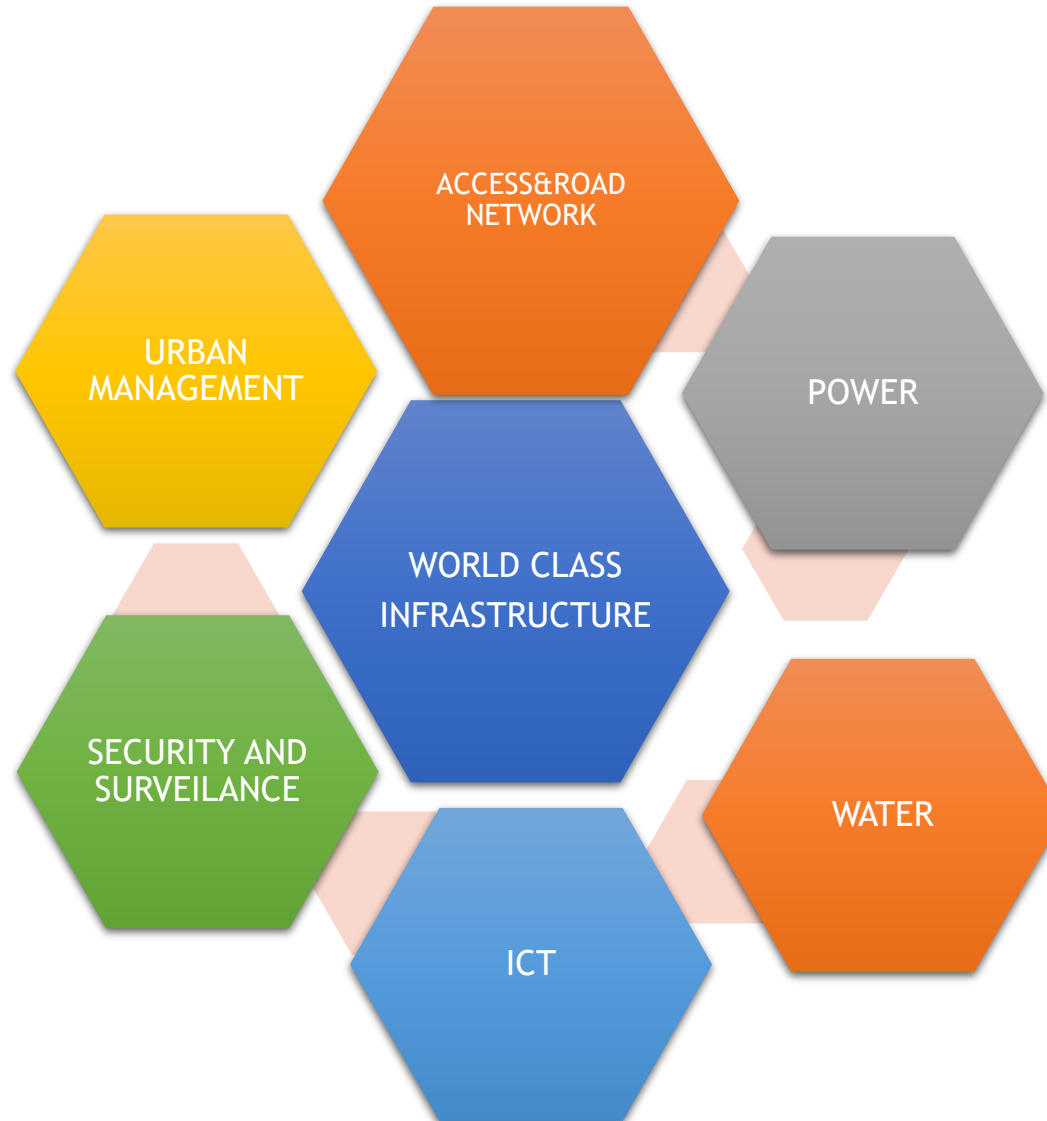 ACCESS&ROAD
NETWORK
URBAN
MANAGEMENT
POWER
WORLD CLASS
INFRASTRUCTURE
SECURITY AND
SURVEILANCE
WATER
ICT